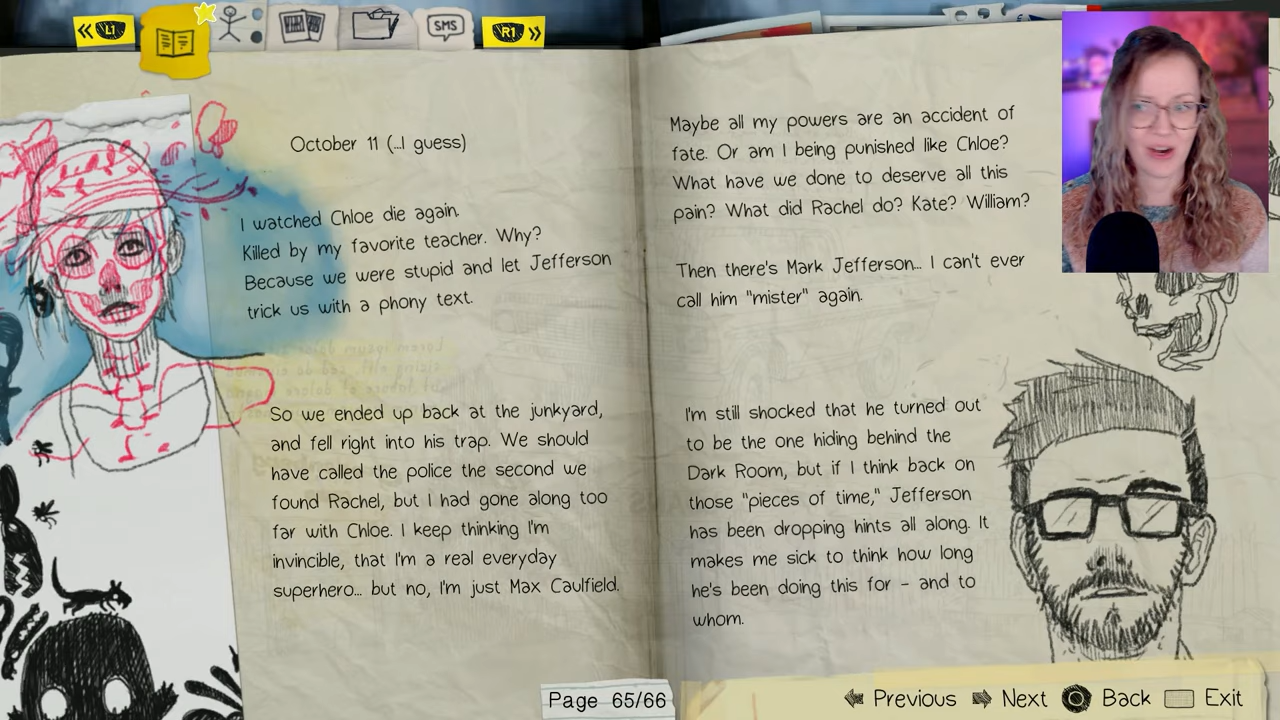 L1
SMS
R1
October 11 (...I guess)
I watched Chloe die again.
Killed by my favorite teacher. Why?
Because we were stupid and let Jefferson
trick us with a phony text.
So we ended up back at the junkyard,
and fell right into his trap. We should
have called the police the second we
found Rachel, but I had gone along too
far with Chloe. I keep thinking I'm
invincible, that I'm a real everyday
superhero... but no, I'm just Max Caulfield.
Maybe all my powers are an accident of
fate. Or am I being punished like Chloe?
What have we done to deserve all this
pain? What did Rachel do? Kate? William?
Then there's Mark Jefferson... I can't ever
call him "mister" again.
I'm still shocked that he turned out
to be the one hiding behind the
Dark Room, but if I think back on
those "pieces of time," Jefferson
has been dropping hints all along. It
makes me sick to think how long
he's been doing this for - and to
whom.
Page 65/66
Previous Next Back Exit